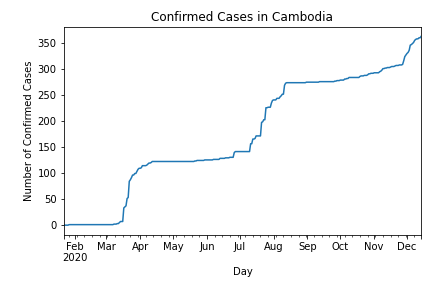 Confirmed Cases in Cambodia
Number of Confirmed Cases
350
300
250
200
150
100
50
0
Feb Mar Apr May Jun Jul Aug Sep Oct Nov Dec
2020
Day